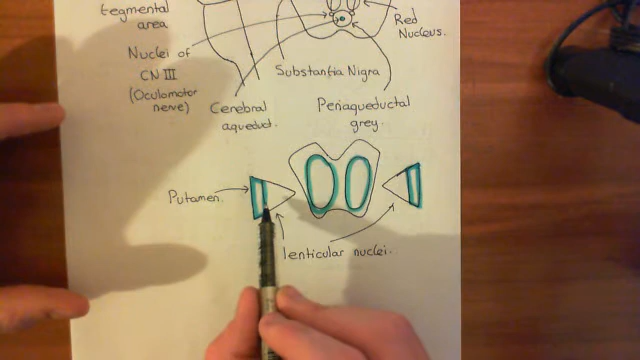 tegmental
area
Nuclei of
CN III
(Oculomotor
nerve)
Red
Nucleus.
Substantia Nigra
Cerebral
aqueduct.
Periaqueductal
grey.
Putamen.
lenticular nuclei.